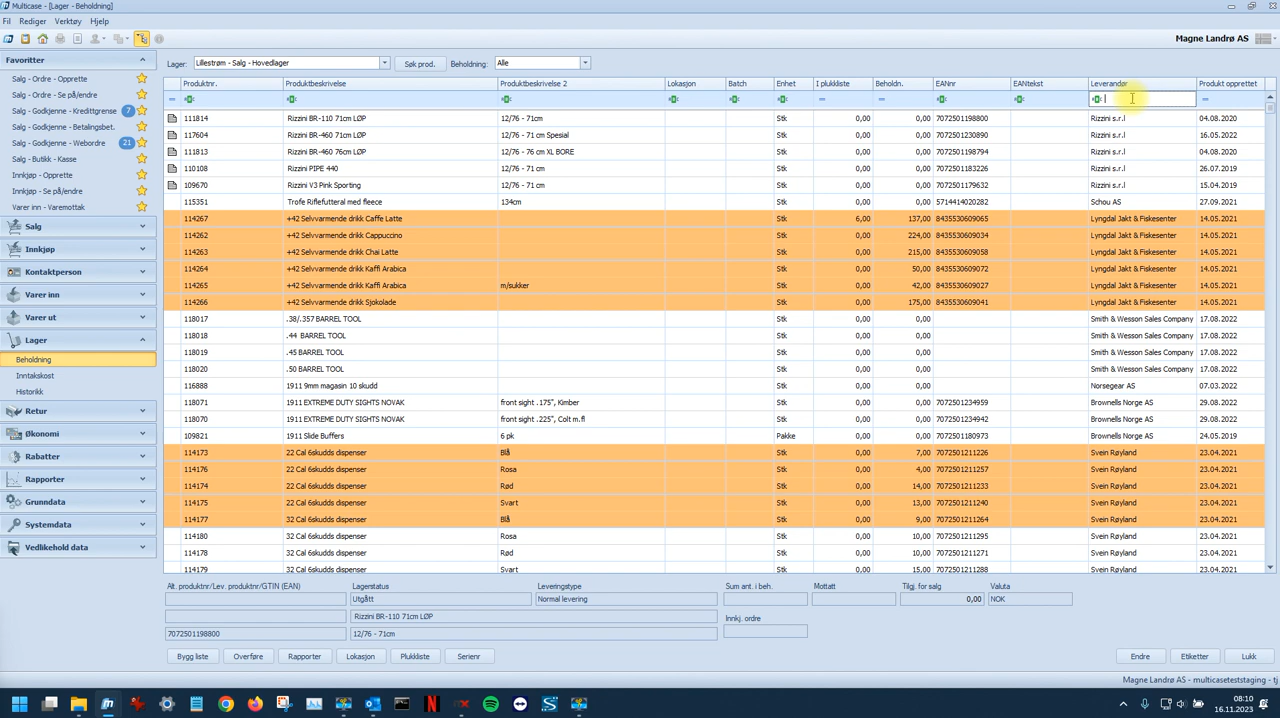 Multicase - [Lager - Beholdning]
Fil Rediger Verktøy Hjelp
Magne Landrø AS
Favoritter
Salg - Ordre - Opprette
Salg - Ordre - Se på/endre
Salg - Godkjenne - Kredittgrense 7
Salg - Godkjenne - Betalingsbet.
Salg - Godkjenne - Webordre 21
Salg - Butikk - Kasse
Innkjøp - Opprette
Innkjøp - Se på/endre
Varer inn - Varemottak
Salg
Innkjøp
Kontaktperson
Varer inn
Varer ut
Lager
Beholdning
Inntakskost
Historikk
Retur
Økonomi
Rabatter
Rapporter
Grunndata
Systemdata
Vedlikehold data
Lager: Lillestrøm - Salg - Hovedlager Søk prod. Beholdning: Alle
Produktnr. Produktbeskrivelse Produktbeskrivelse 2 Lokasjon Batch Enhet I plukkliste Beholdn. EANnr EANtekst Leverandør Produkt opprettet
111814 Rizzini BR-110 71cm LØP 12/76 - 71cm Stk 0,00 0,00 7072501198800 Rizzini s.r.l 04.08.2020
117604 Rizzini BR-460 71cm LØP 12/76 - 71 cm Spesial Stk 0,00 0,00 7072501230890 Rizzini s.r.l 16.05.2022
111813 Rizzini BR-460 76cm LØP 12/76 - 76 cm XL BORE Stk 0,00 0,00 7072501198794 Rizzini s.r.l 04.08.2020
110108 Rizzini PIPE 440 12/76 - 71 cm Stk 0,00 0,00 7072501183226 Rizzini s.r.l 26.07.2019
109670 Rizzini V3 Pink Sporting 12/76 - 71 cm Stk 0,00 0,00 7072501179632 Rizzini s.r.l 15.04.2019
115351 Trofe Riflefutteral med fleece 134cm Stk 0,00 0,00 5714414020282 Schou AS 27.09.2021
114267 +42 Selvvarmende drikk Caffe Latte Stk 6,00 137,00 8435530609065 Lyngdal Jakt & Fiskesenter 14.05.2021
114262 +42 Selvvarmende drikk Cappuccino Stk 0,00 224,00 8435530609034 Lyngdal Jakt & Fiskesenter 14.05.2021
114263 +42 Selvvarmende drikk Chai Latte Stk 0,00 215,00 8435530609058 Lyngdal Jakt & Fiskesenter 14.05.2021
114264 +42 Selvvarmende drikk Kaffi Arabica Stk 0,00 50,00 8435530609072 Lyngdal Jakt & Fiskesenter 14.05.2021
114265 +42 Selvvarmende drikk Kaffi Arabica m/sukker Stk 0,00 42,00 8435530609027 Lyngdal Jakt & Fiskesenter 14.05.2021
114266 +42 Selvvarmende drikk Sjokolade Stk 0,00 175,00 8435530609041 Lyngdal Jakt & Fiskesenter 14.05.2021
118017 .38/.357 BARREL TOOL Stk 0,00 0,00 Smith & Wesson Sales Company 17.08.2022
118018 .44 BARREL TOOL Stk 0,00 0,00 Smith & Wesson Sales Company 17.08.2022
118019 .45 BARREL TOOL Stk 0,00 0,00 Smith & Wesson Sales Company 17.08.2022
118020 .50 BARREL TOOL Stk 0,00 0,00 Smith & Wesson Sales Company 17.08.2022
116888 1911 9mm magasin 10 skudd Stk 0,00 0,00 Norsegear AS 07.03.2022
118071 1911 EXTREME DUTY SIGHTS NOVAK front sight .175", Kimber Stk 0,00 0,00 7072501234959 Brownells Norge AS 29.08.2022
118070 1911 EXTREME DUTY SIGHTS NOVAK front sight .225", Colt m.fl Stk 0,00 0,00 7072501234942 Brownells Norge AS 29.08.2022
109821 1911 Slide Buffers 6 pk Pakke 0,00 0,00 7072501180973 Brownells Norge AS 24.05.2019
114173 22 Cal 6skudds dispenser Blå Stk 0,00 7,00 7072501211226 Svein Røyland 23.04.2021
114176 22 Cal 6skudds dispenser Rosa Stk 0,00 4,00 7072501211257 Svein Røyland 23.04.2021
114174 22 Cal 6skudds dispenser Rød Stk 0,00 14,00 7072501211233 Svein Røyland 23.04.2021
114175 22 Cal 6skudds dispenser Svart Stk 0,00 13,00 7072501211240 Svein Røyland 23.04.2021
114177 32 Cal 6skudds dispenser Blå Stk 0,00 9,00 7072501211264 Svein Røyland 23.04.2021
114180 32 Cal 6skudds dispenser Rosa Stk 0,00 10,00 7072501211295 Svein Røyland 23.04.2021
114178 32 Cal 6skudds dispenser Rød Stk 0,00 10,00 7072501211271 Svein Røyland 23.04.2021
114179 32 Cal 6skudds dispenser Svart Stk 0,00 15,00 7072501211288 Svein Røyland 23.04.2021
Alt. produktnr/Lev. produktnr/GTIN (EAN) Lagerstatus Leveringstype Sum ant. i beh. Mottatt Tilgj. for salg Valuta
Utgått Normal levering 0,00 NOK
Rizzini BR-110 71cm LØP Innkj. ordre
7072501198800 12/76 - 71cm
Bygg liste Overføre Rapporter Lokasjon Plukkliste Serienr Endre Etiketter Lukk
Magne Landrø AS - multicaseteststaging - tj
08:10
16.11.2023